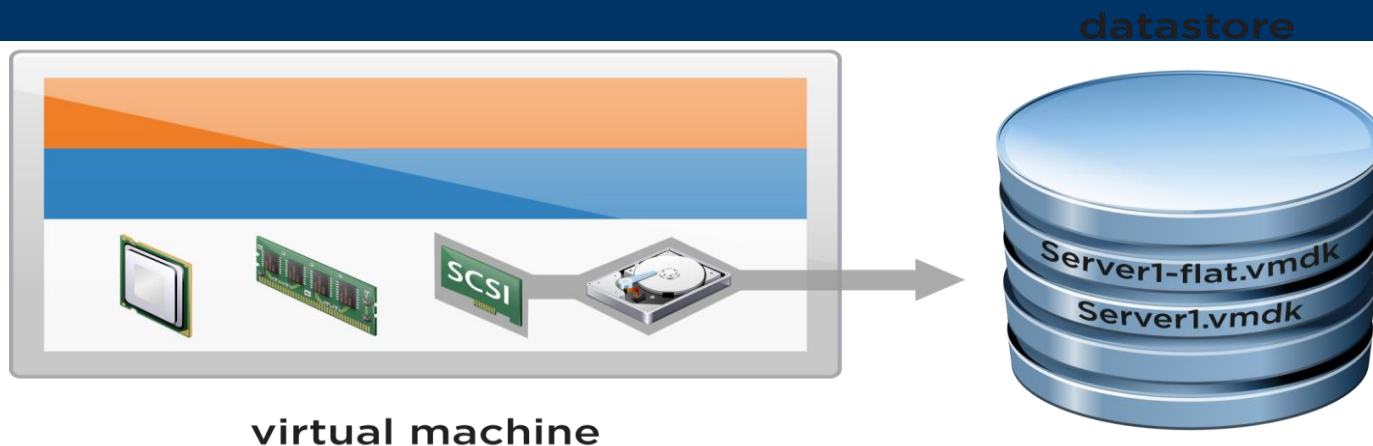 datastore
SCSI
Server1-flat.vmdk
Server1.vmdk
virtual machine